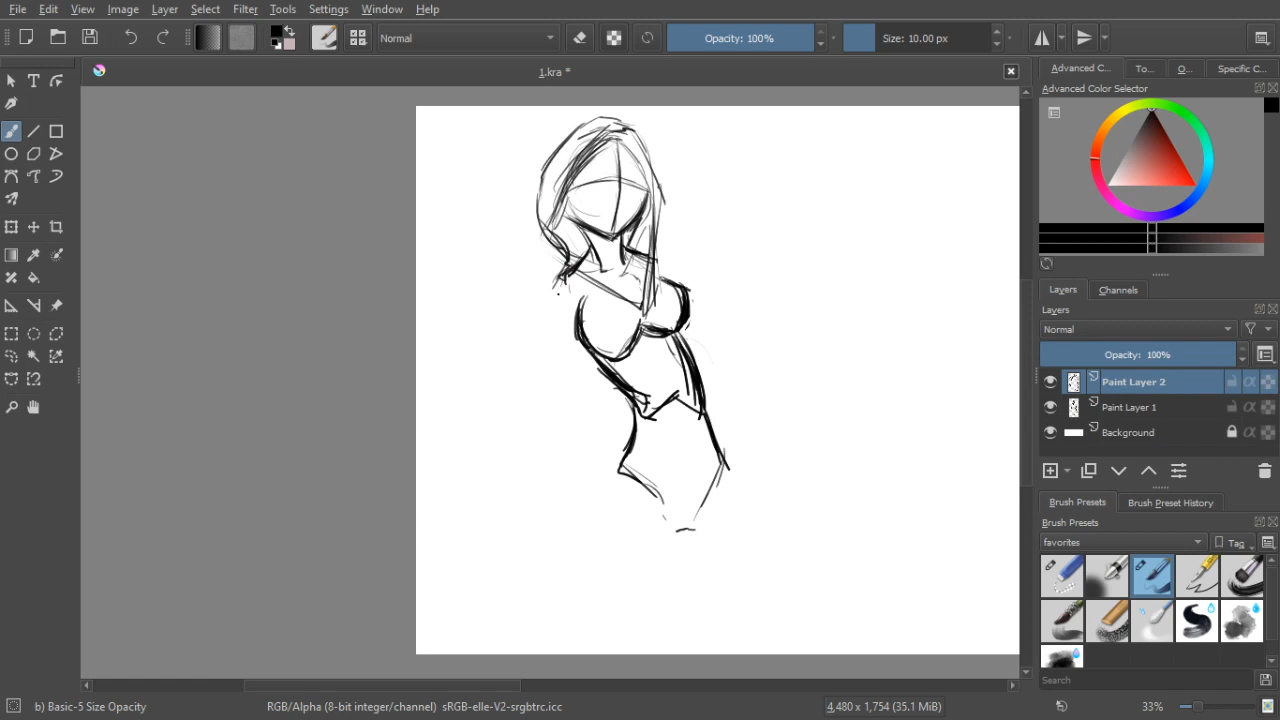 File Edit View Image Layer Select Filter Tools Settings Window Help
Normal Opacity: 100% Size: 10.00 px
1.kra *
Advanced C... To... O... Specific C...
Advanced Color Selector
Layers Channels
Layers
Normal
Opacity: 100%
Paint Layer 2
Paint Layer 1
Background
Brush Presets Brush Preset History
Brush Presets
favorites Tag
Search
b) Basic-5 Size Opacity RGB/Alpha (8-bit integer/channel) sRGB-elle-V2-srgbtrc.icc 4,480 x 1,754 (35.1 MiB) 33%